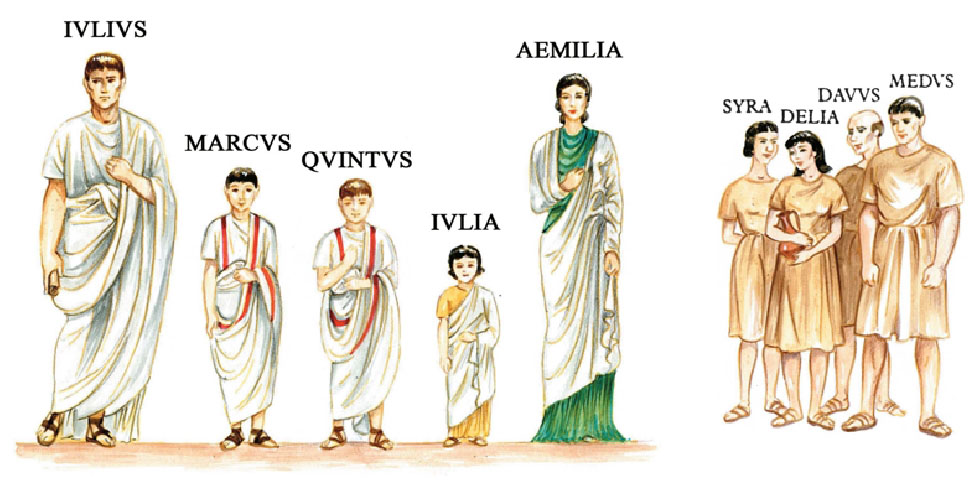 IVLIVS
MARCVS
QVINTVS
IVLIA
AEMILIA
SYRA
DELIA
DAVVS
MEDVS